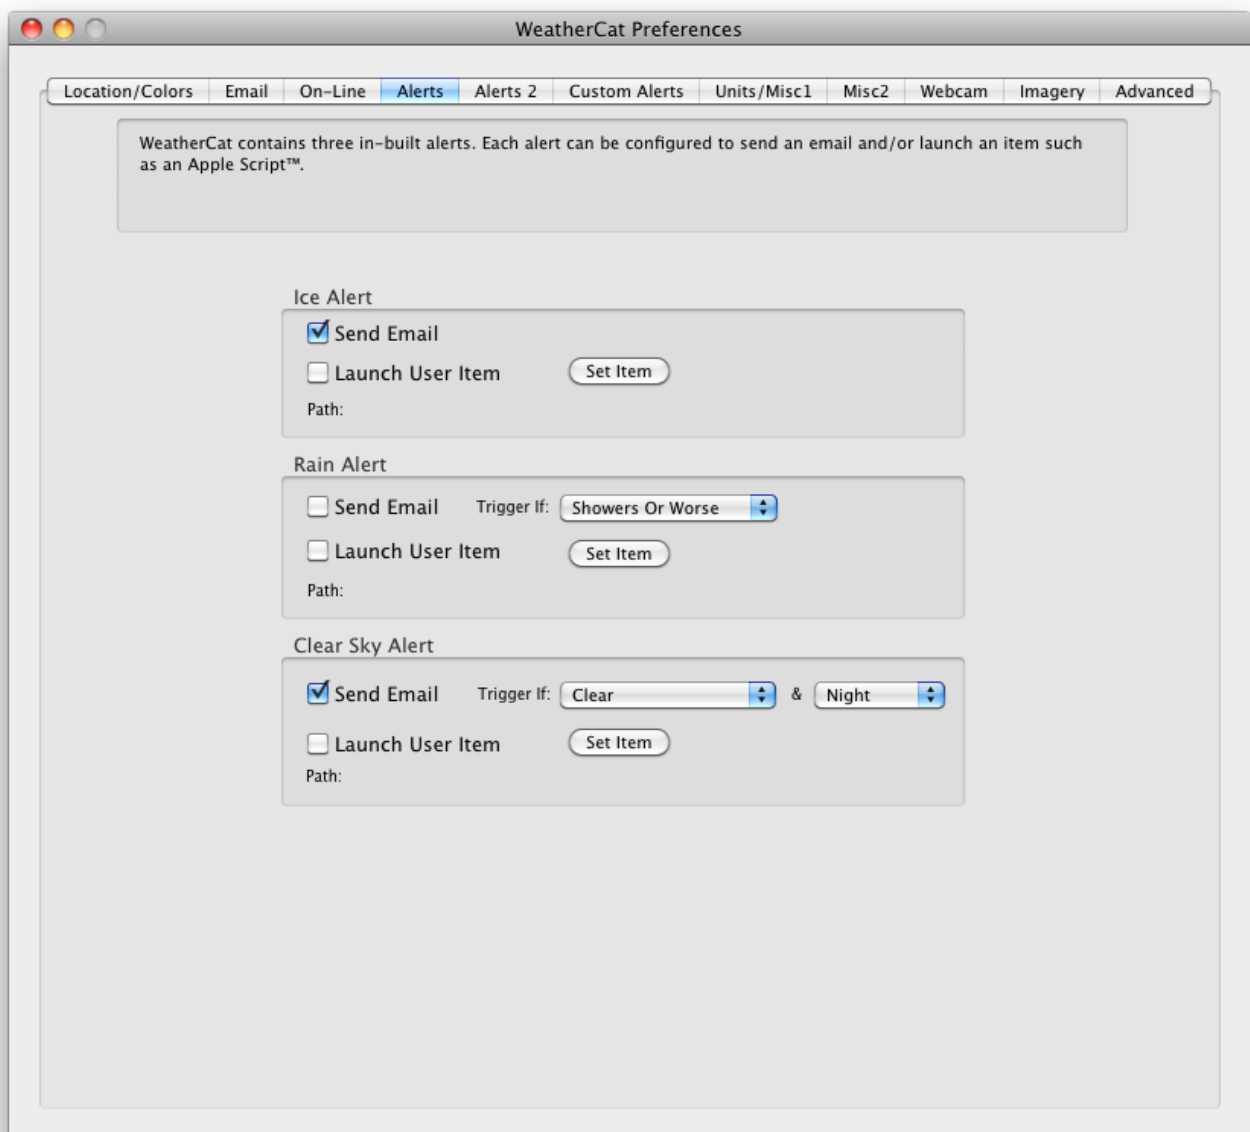 WeatherCat Preferences
Location/Colors Email On-Line Alerts Alerts 2 Custom Alerts Units/Misc1 Misc2 Webcam Imagery Advanced
WeatherCat contains three in-built alerts. Each alert can be configured to send an email and/or launch an item such
as an Apple Script™.
Ice Alert
Send Email
Launch User Item Set Item
Path:
Rain Alert
Send Email Trigger If: Showers Or Worse
Launch User Item Set Item
Path:
Clear Sky Alert
Send Email Trigger If: Clear & Night
Launch User Item Set Item
Path: